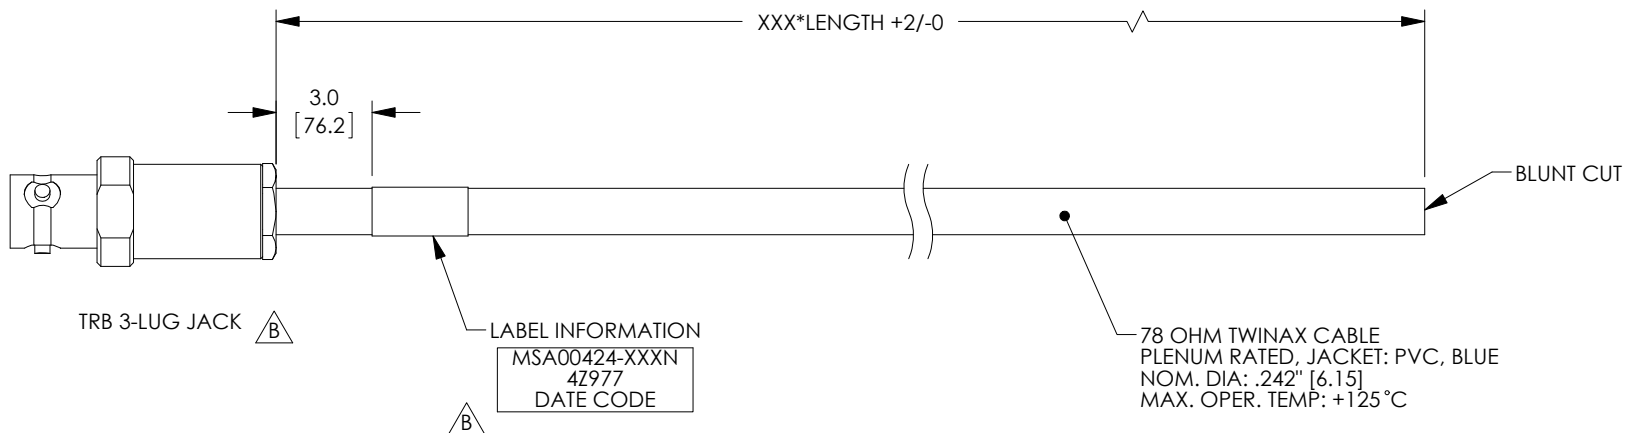 XXX*LENGTH +2/-0
3.0
[76.2]
BLUNT CUT
TRB 3-LUG JACK
B
LABEL INFORMATION
MSA00424-XXXN
4Z977
DATE CODE
B
78 OHM TWINAX CABLE
PLENUM RATED, JACKET: PVC, BLUE
NOM. DIA: .242" [6.15]
MAX. OPER. TEMP: +125°C